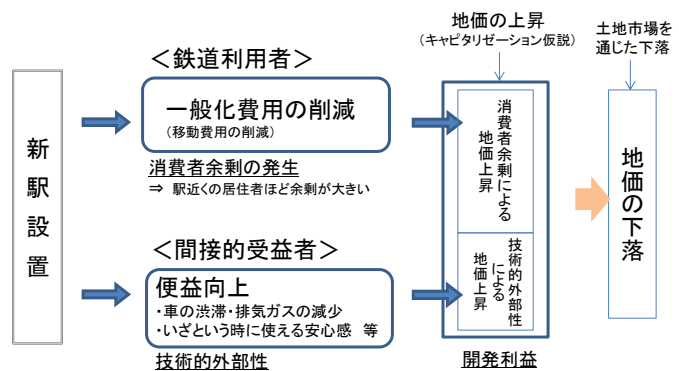 新駅設置
＜鉄道利用者＞
一般化費用の削減
（移動費用の削減）
消費者余剰の発生
⇒ 駅近くの居住者ほど余剰が大きい
＜間接的受益者＞
便益向上
・車の渋滞・排気ガスの減少
・いざという時に使える安心感　等
技術的外部性
地価の上昇
（キャピタリゼーション仮説）
消費者余剰による
地価上昇
技術的外部性
による
地価上昇
開発利益
土地市場を
通じた下落
地価の下落